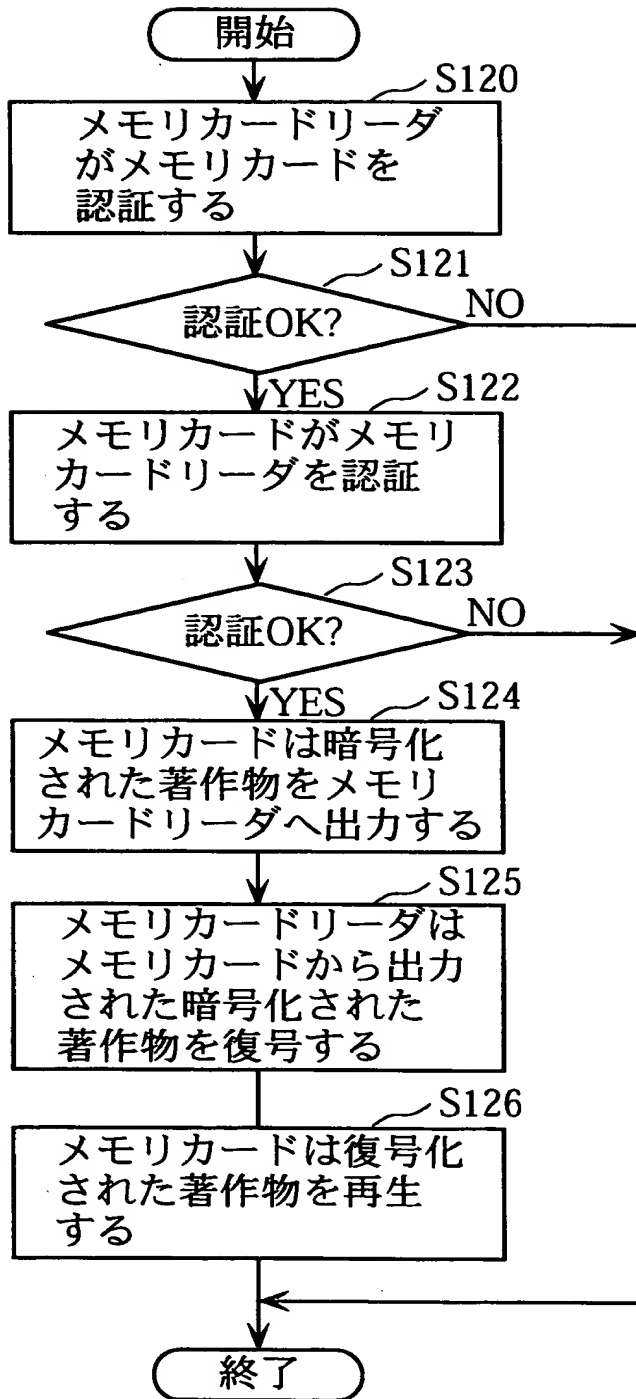 開始
S120
メモリカードリーダ
がメモリカードを
認証する
S121
認証OK?
NO
YES
S122
メモリカードがメモリ
カードリーダを認証
する
S123
認証OK?
NO
YES
S124
メモリカードは暗号化
された著作物をメモリ
カードリーダへ出力する
S125
メモリカードリーダは
メモリカードから出力
された暗号化された
著作物を復号する
S126
メモリカードは復号化
された著作物を再生
する
終了